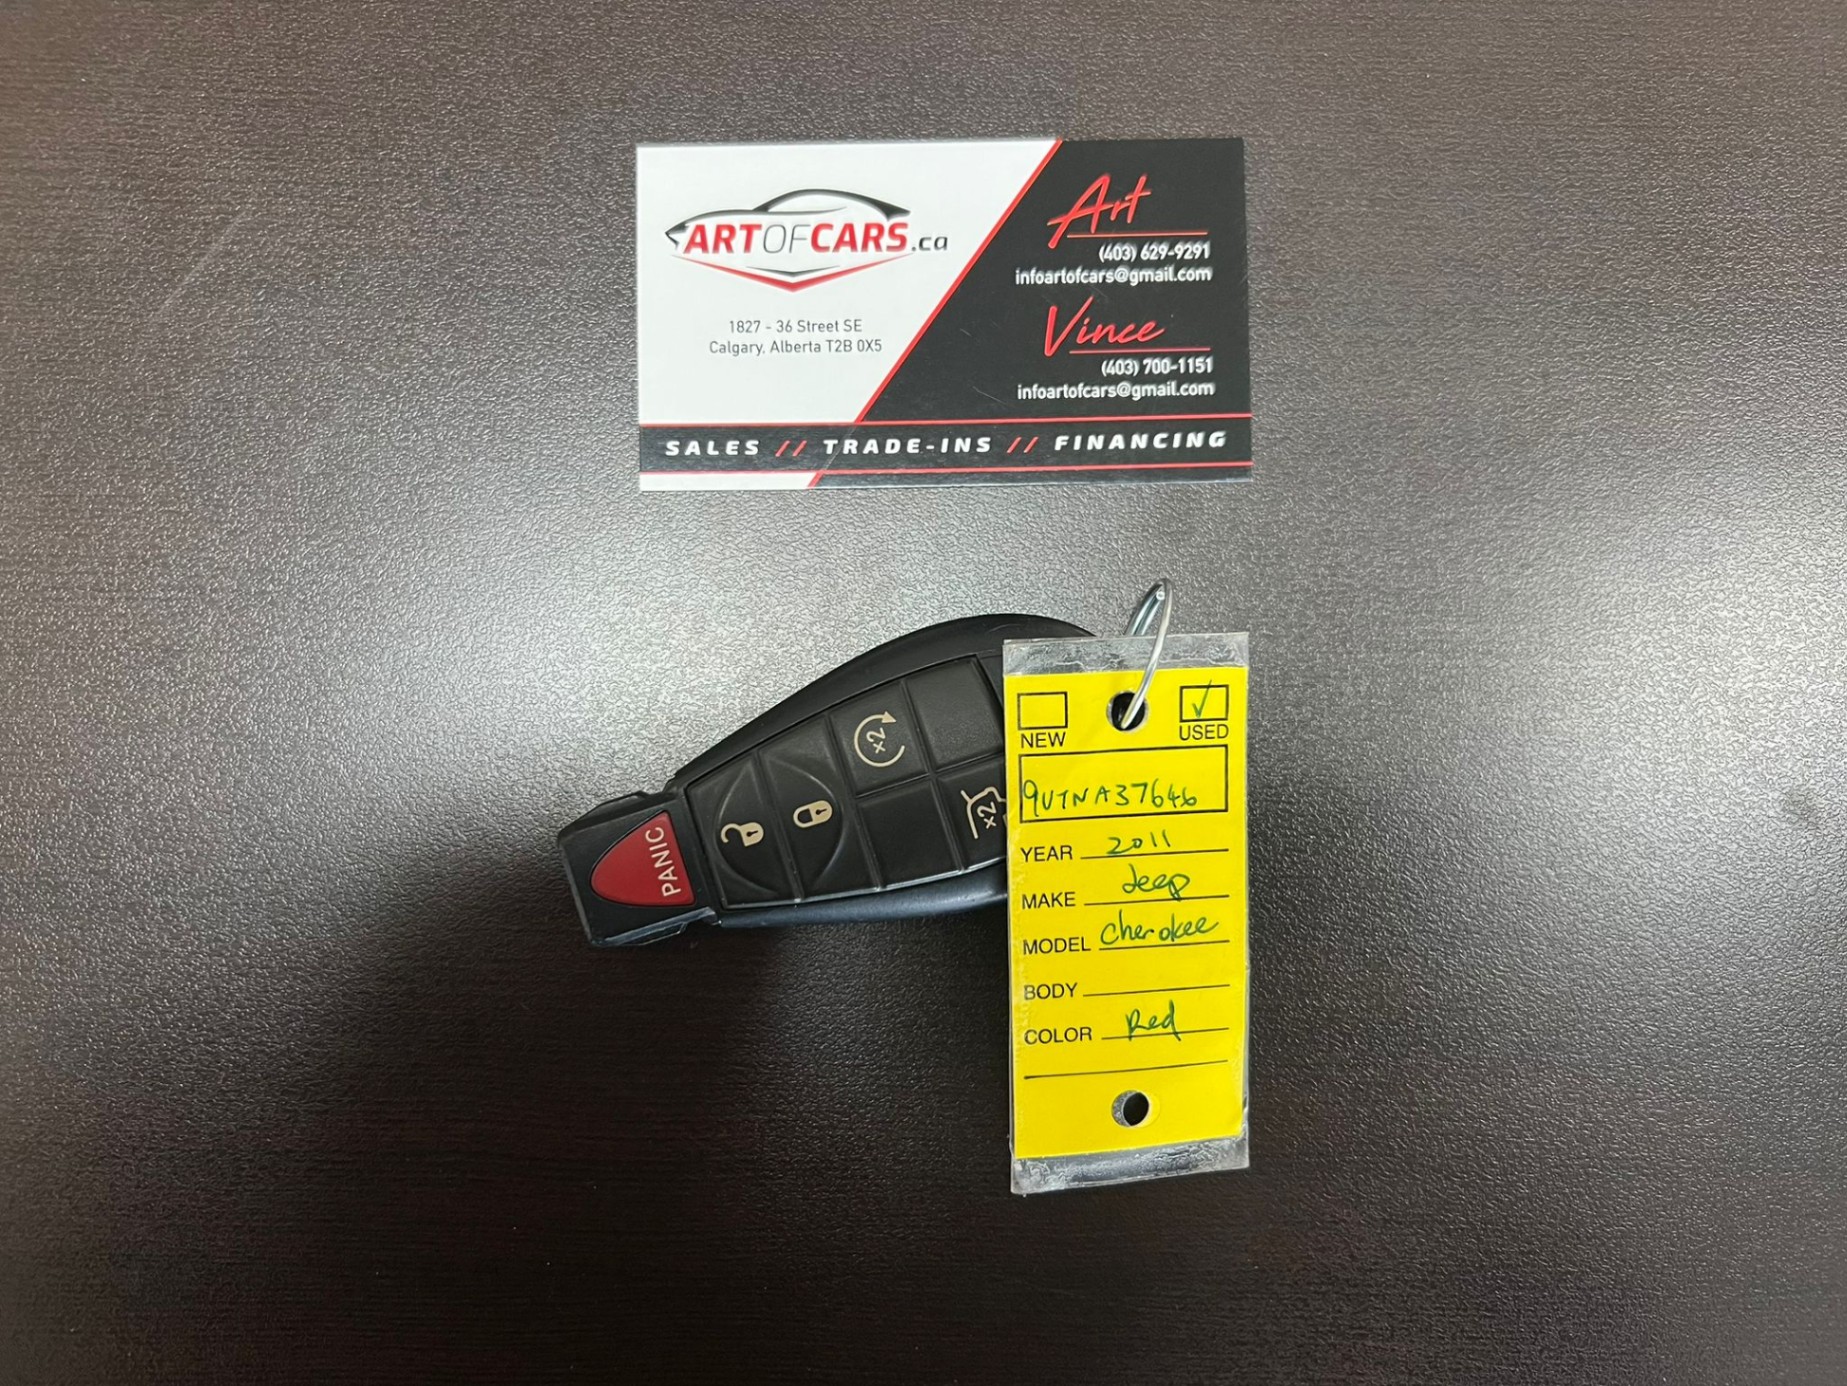 ARTOFCARS.ca
1827 - 36 Street SE
Calgary, Alberta T2B 0X5
Art
(403) 629-9291
infoartofcars@gmail.com
Vince
(403) 700-1151
infoartofcars@gmail.com
SALES // TRADE-INS // FINANCING
PANIC
x2
x2
NEW
USED
9UTNA37646
YEAR 2011
MAKE Jeep
MODEL Cherokee
BODY
COLOR Red